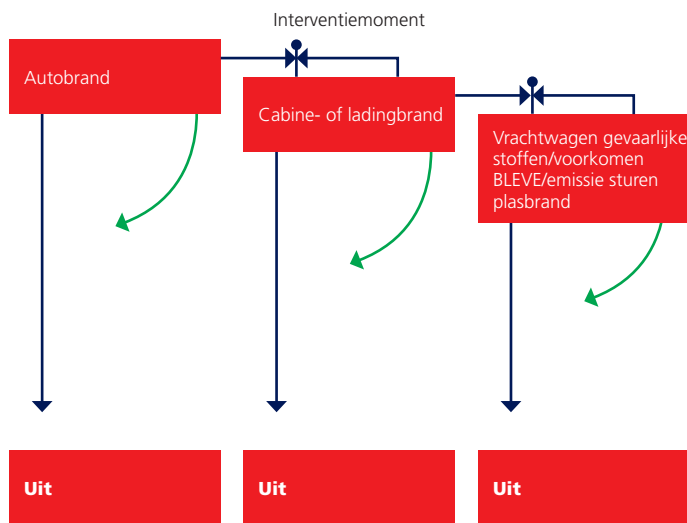 Interventiemoment
Autobrand
Cabine- of ladingbrand
Vrachtwagen gevaarlijke
stoffen/voorkomen
BLEVE/emissie sturen
plasbrand
Uit
Uit
Uit